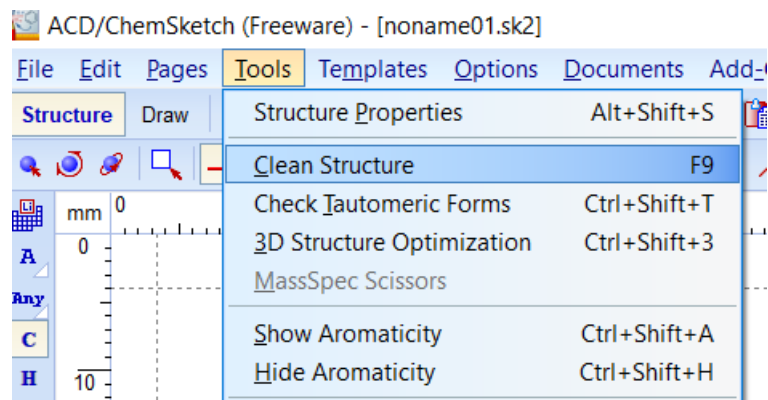 ACD/ChemSketch (Freeware) - [noname01.sk2]
File Edit Pages Tools Templates Options Documents Add-
Structure Draw
Structure Properties Alt+Shift+S
Clean Structure F9
Check Tautomeric Forms Ctrl+Shift+T
3D Structure Optimization Ctrl+Shift+3
MassSpec Scissors
Show Aromaticity Ctrl+Shift+A
Hide Aromaticity Ctrl+Shift+H
Li
mm 0
0
A
Any
C
H
10